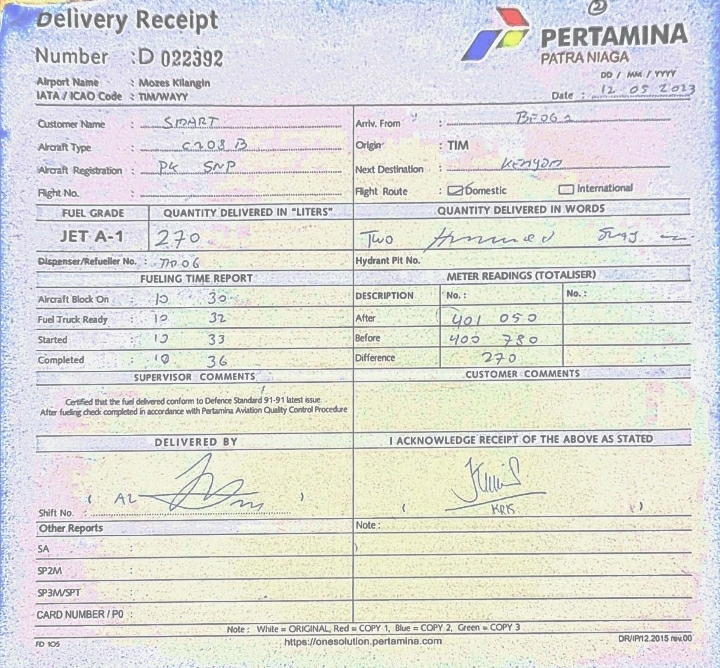 Delivery Receipt
2
PERTAMINA
PATRA NIAGA
Number : D 022392
Airport Name : Mozes Kilangin
IATA / ICAO Code : TIM/WAYY
DD / MM / YYYY
Date : 12 05 2023
Customer Name : SMART
Arriv. From : BEOGA
Aircraft Type : C208 B
Origin : TIM
Aircraft Registration : PK SNP
Next Destination : KENYAM
Flight No. :
Flight Route : Domestic International
FUEL GRADE QUANTITY DELIVERED IN "LITERS" QUANTITY DELIVERED IN WORDS
JET A-1 270 Two Hundred
Dispenser/Refueller No. :
Hydrant Pit No.
FUELING TIME REPORT METER READINGS (TOTALISER)
Aircraft Block On : 10 30 DESCRIPTION No. : No. :
Fuel Truck Ready : 10 32 After 401 050
Started : 10 33 Before 400 780
Completed : 10 36 Difference 270
SUPERVISOR COMMENTS CUSTOMER COMMENTS
Certified that the fuel delivered conform to Defence Standard 91-91 latest issue.
After fueling check completed in accordance with Pertamina Aviation Quality Control Procedure
DELIVERED BY I ACKNOWLEDGE RECEIPT OF THE ABOVE AS STATED
( AL )
( KRK )
Shift No. :
Other Reports Note :
SA :
SP2M :
SP3M/SPT :
CARD NUMBER / PO :
Note : White = ORIGINAL, Red = COPY 1, Blue = COPY 2, Green = COPY 3
FD 105 https://onesolution.pertamina.com DR/IP/12.2015 rev.00